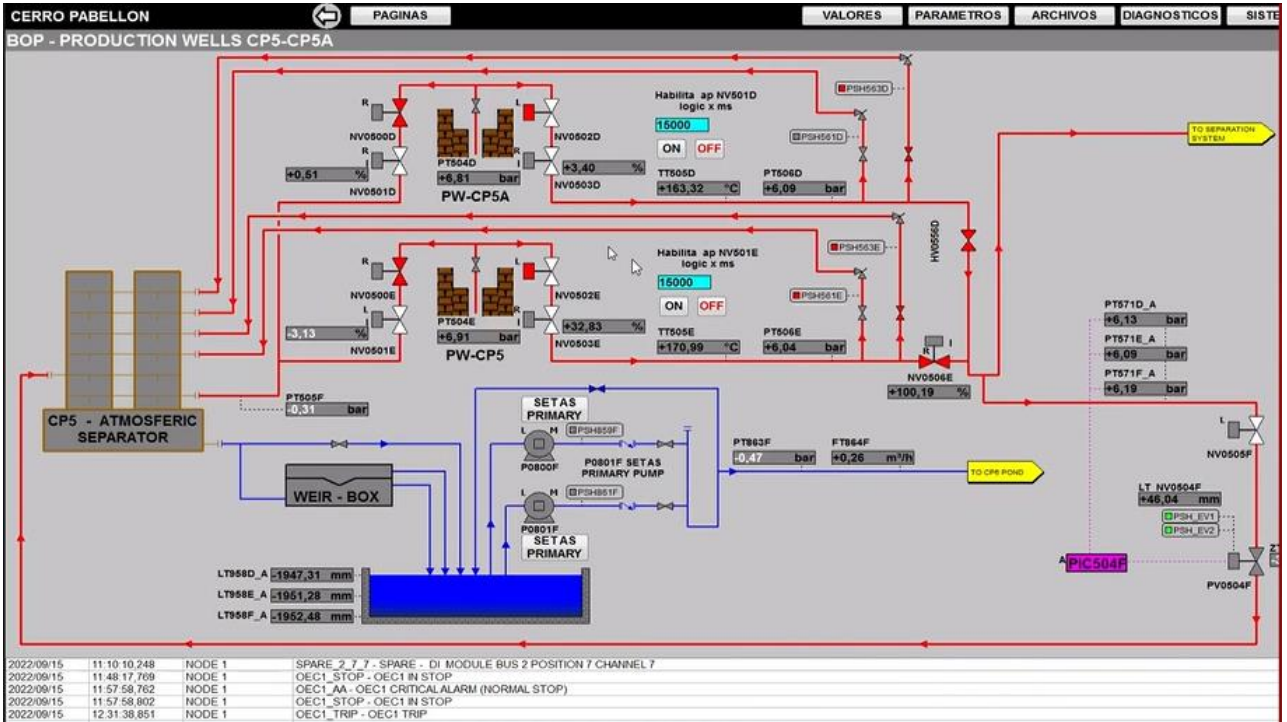 CERRO PABELLON
PAGINAS
VALORES
PARAMETROS
ARCHIVOS
DIAGNOSTICOS
SISTE
BOP - PRODUCTION WELLS CP5-CP5A
R
NV0500D
R
I
+0,51 %
NV0501D
PT504D
+6,81 bar
PW-CP5A
L
NV0502D
R
I
+3,40 %
NV0503D
Habilita ap NV501D
logic x ms
15000
ON
OFF
TT505D
+163,32 °C
PT506D
+6,09 bar
PSH561D
PSH563D
TO SEPARATION
SYSTEM
HV0556D
R
NV0500E
L
I
-3,13 %
NV0501E
PT504E
+6,91 bar
PW-CP5
L
NV0502E
R
I
+32,83 %
NV0503E
Habilita ap NV501E
logic x ms
15000
ON
OFF
TT505E
+170,99 °C
PT506E
+6,04 bar
PSH561E
PSH563E
R
I
NV0506E
+100,19 %
PT571D_A
+6,13 bar
PT571E_A
+6,09 bar
PT571F_A
+6,19 bar
CP5 - ATMOSFERIC
SEPARATOR
PT505F
-0,31 bar
WEIR - BOX
SETAS
PRIMARY
L M
PSH859F
P0800F
P0801F SETAS
PRIMARY PUMP
L M
PSH861F
P0801F
SETAS
PRIMARY
PT863F
-0,47 bar
FT864F
+0,26 m³/h
TO CP5 POND
L
NV0505F
LT_NV0504F
+46,04 mm
PSH_EV1
PSH_EV2
A
PIC504F
PV0504F
LT958D_A -1947,31 mm
LT958E_A -1951,28 mm
LT958F_A -1952,48 mm
2022/09/15 11:10:10,248 NODE 1 SPARE_2_7_7 - SPARE - DI MODULE BUS 2 POSITION 7 CHANNEL 7
2022/09/15 11:48:17,769 NODE 1 OEC1_STOP - OEC1 IN STOP
2022/09/15 11:57:58,762 NODE 1 OEC1_AA - OEC1 CRITICAL ALARM (NORMAL STOP)
2022/09/15 11:57:58,802 NODE 1 OEC1_STOP - OEC1 IN STOP
2022/09/15 12:31:38,851 NODE 1 OEC1_TRIP - OEC1 TRIP